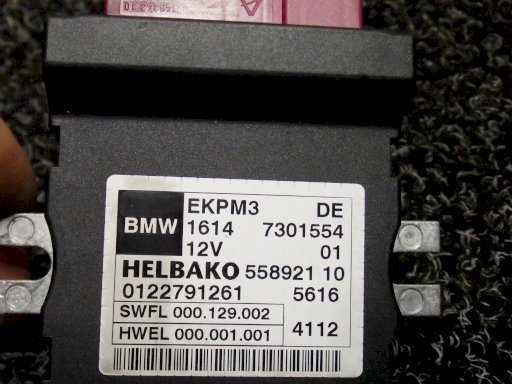 EKPM3 DE
BMW 1614 7301554
12V 01
HELBAKO 558921 10
0122791261 5616
SWFL 000.129.002
HWEL 000.001.001 4112